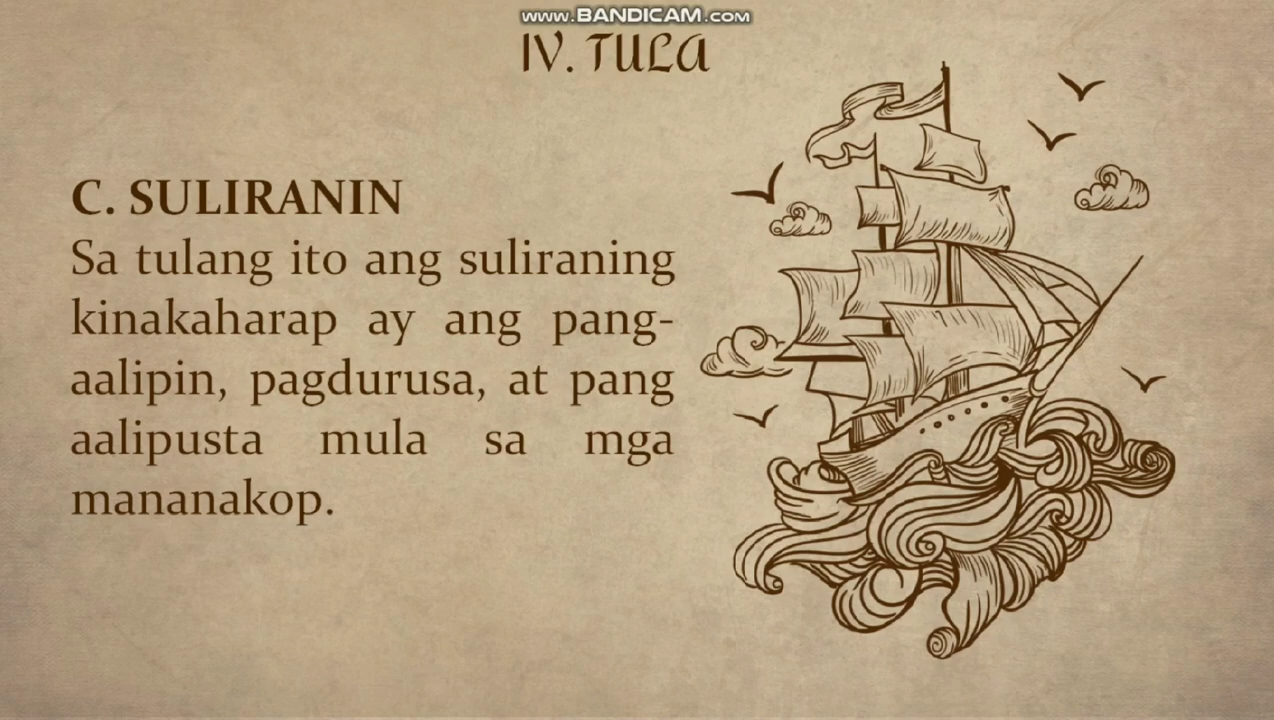 www.BANDICAM.com
IV. TULA
C. SULIRANIN
Sa tulang ito ang suliraning
kinakaharap ay ang pang-
aalipin, pagdurusa, at pang
aalipusta mula sa mga
mananakop.